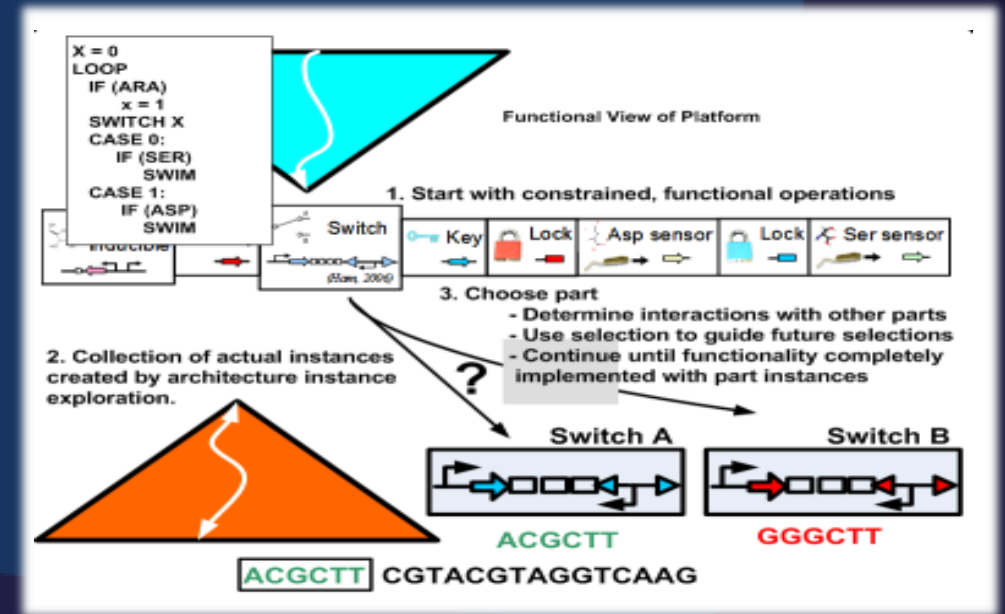 X = 0
LOOP
IF (ARA)
x = 1
SWITCH X
CASE 0:
IF (SER)
SWIM
CASE 1:
IF (ASP)
SWIM
Functional View of Platform
1. Start with constrained, functional operations
Inducible
Switch
(Ham, 2006)
Key
Lock
Asp sensor
Lock
Ser sensor
3. Choose part
- Determine interactions with other parts
- Use selection to guide future selections
- Continue until functionality completely
implemented with part instances
2. Collection of actual instances
created by architecture instance
exploration.
?
Switch A
Switch B
ACGCTT
GGGCTT
ACGCTT CGTACGTAGGTCAAG